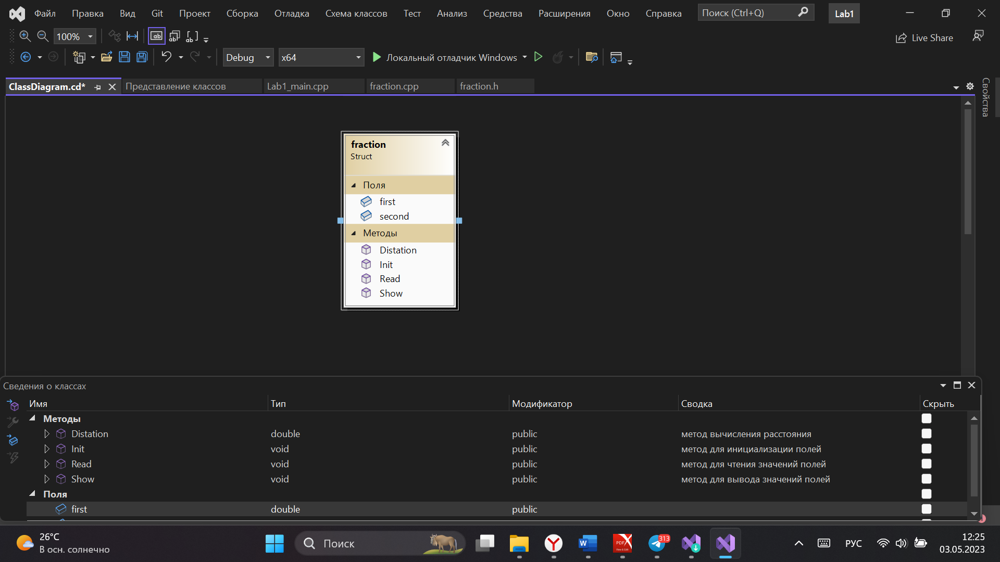 Файл Правка Вид Git Проект Сборка Отладка Схема классов Тест Анализ Средства Расширения Окно Справка Поиск (Ctrl+Q) Lab1
100% Live Share
Debug x64 Локальный отладчик Windows
ClassDiagram.cd* Представление классов Lab1_main.cpp fraction.cpp fraction.h
Свойства
fraction
Struct
Поля
first
second
Методы
Distation
Init
Read
Show
Сведения о классах
Имя Тип Модификатор Сводка Скрыть
Методы
Distation double public метод вычисления расстояния
Init void public метод для инициализации полей
Read void public метод для чтения значений полей
Show void public метод для вывода значений полей
Поля
first double public
26°C
В осн. солнечно
Поиск
313
РУС
12:25
03.05.2023